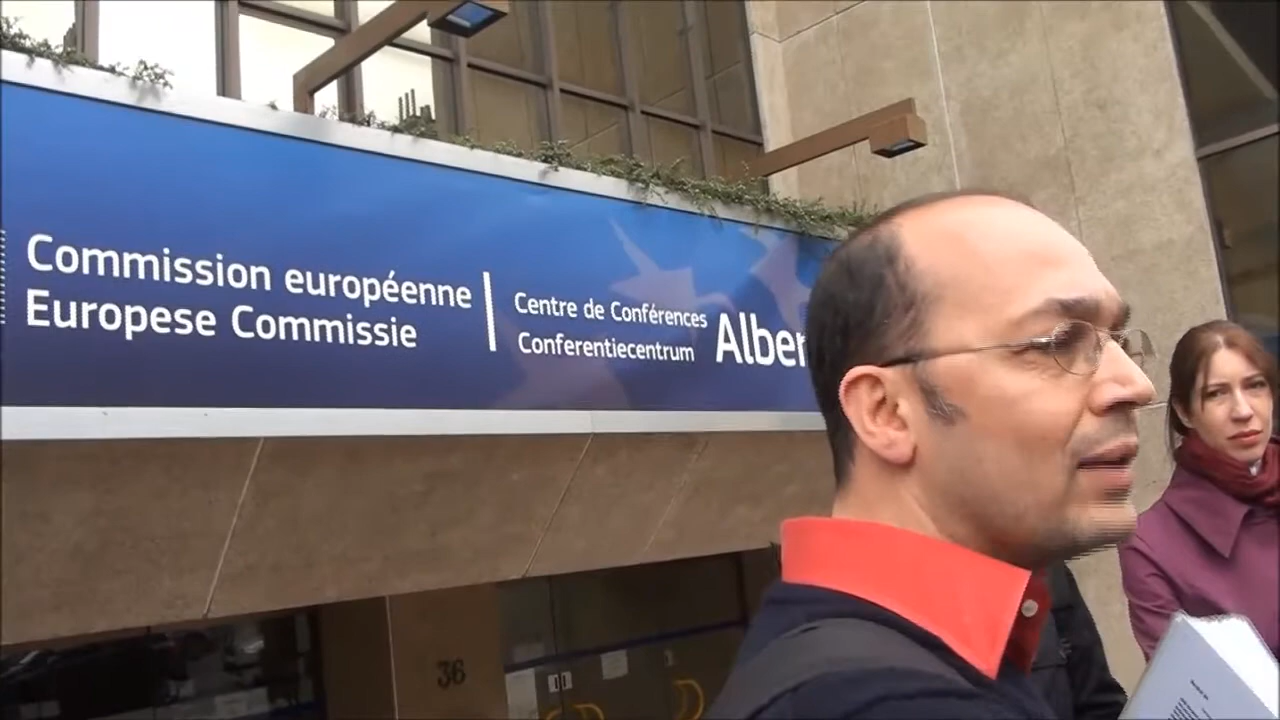 Commission européenne
Europese Commissie
Centre de Conférences
Conferentiecentrum
Alber
36